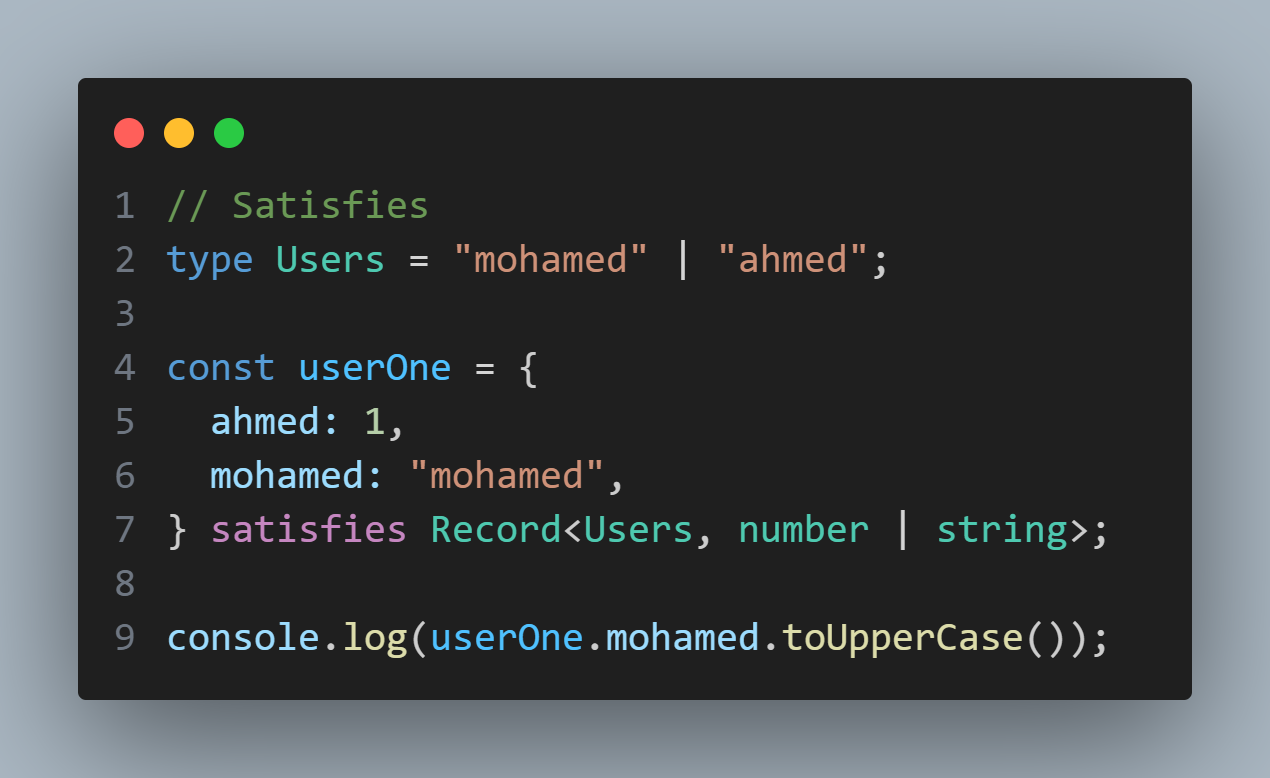 1 // Satisfies
2 type Users = "mohamed" | "ahmed";
3
4 const userOne = {
5   ahmed: 1,
6   mohamed: "mohamed",
7 } satisfies Record<Users, number | string>;
8
9 console.log(userOne.mohamed.toUpperCase());